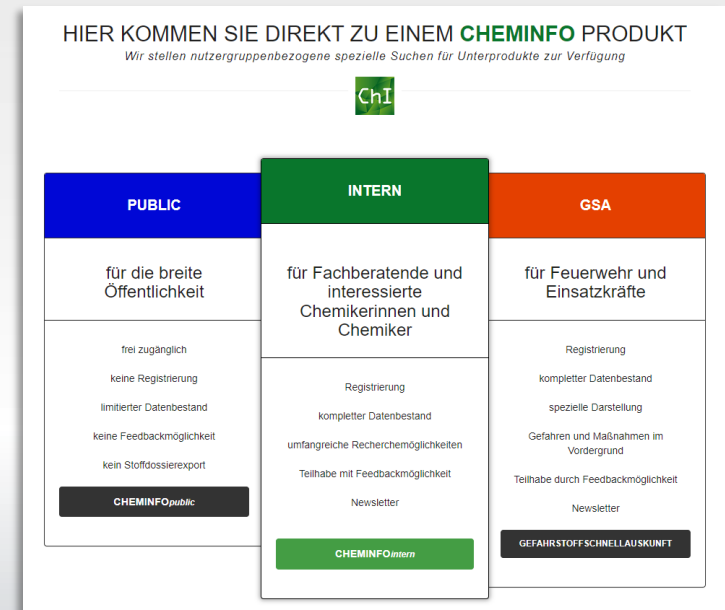 HIER KOMMEN SIE DIREKT ZU EINEM CHEMINFO PRODUKT
Wir stellen nutzergruppenbezogene spezielle Suchen für Unterprodukte zur Verfügung
ChI
PUBLIC
für die breite
Öffentlichkeit
frei zugänglich
keine Registrierung
limitierter Datenbestand
keine Feedbackmöglichkeit
kein Stoffdossierexport
CHEMINFOpublic
INTERN
für Fachberatende und
interessierte
Chemikerinnen und
Chemiker
Registrierung
kompletter Datenbestand
umfangreiche Recherchemöglichkeiten
Teilhabe mit Feedbackmöglichkeit
Newsletter
CHEMINFOintern
GSA
für Feuerwehr und
Einsatzkräfte
Registrierung
kompletter Datenbestand
spezielle Darstellung
Gefahren und Maßnahmen im
Vordergrund
Teilhabe durch Feedbackmöglichkeit
Newsletter
GEFAHRSTOFFSCHNELLAUSKUNFT